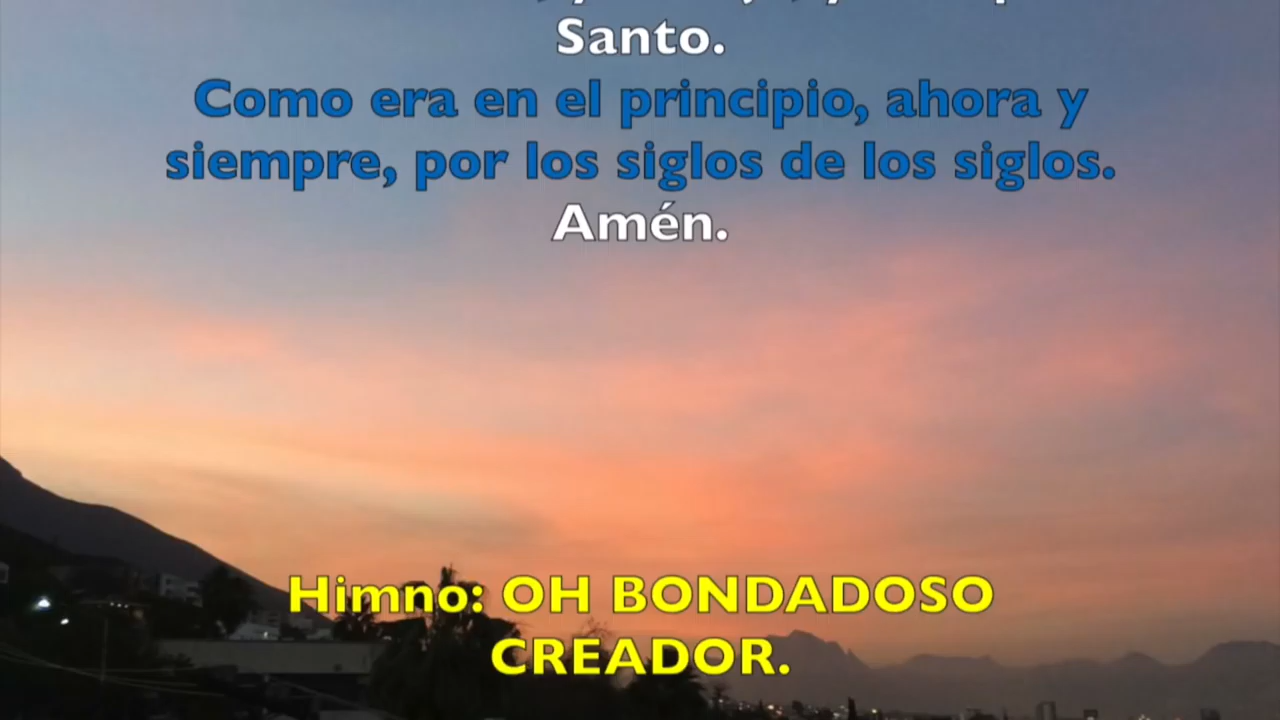 Santo.
Como era en el principio, ahora y
siempre, por los siglos de los siglos.
Amén.
Himno: OH BONDADOSO
CREADOR.